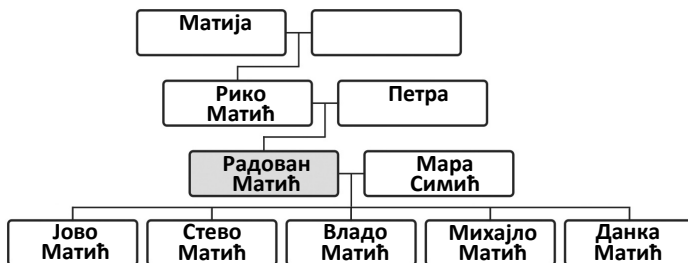 Матија
Рико
Матић
Петра
Радован
Матић
Мара
Симић
Јово
Матић
Стево
Матић
Владо
Матић
Михајло
Матић
Данка
Матић